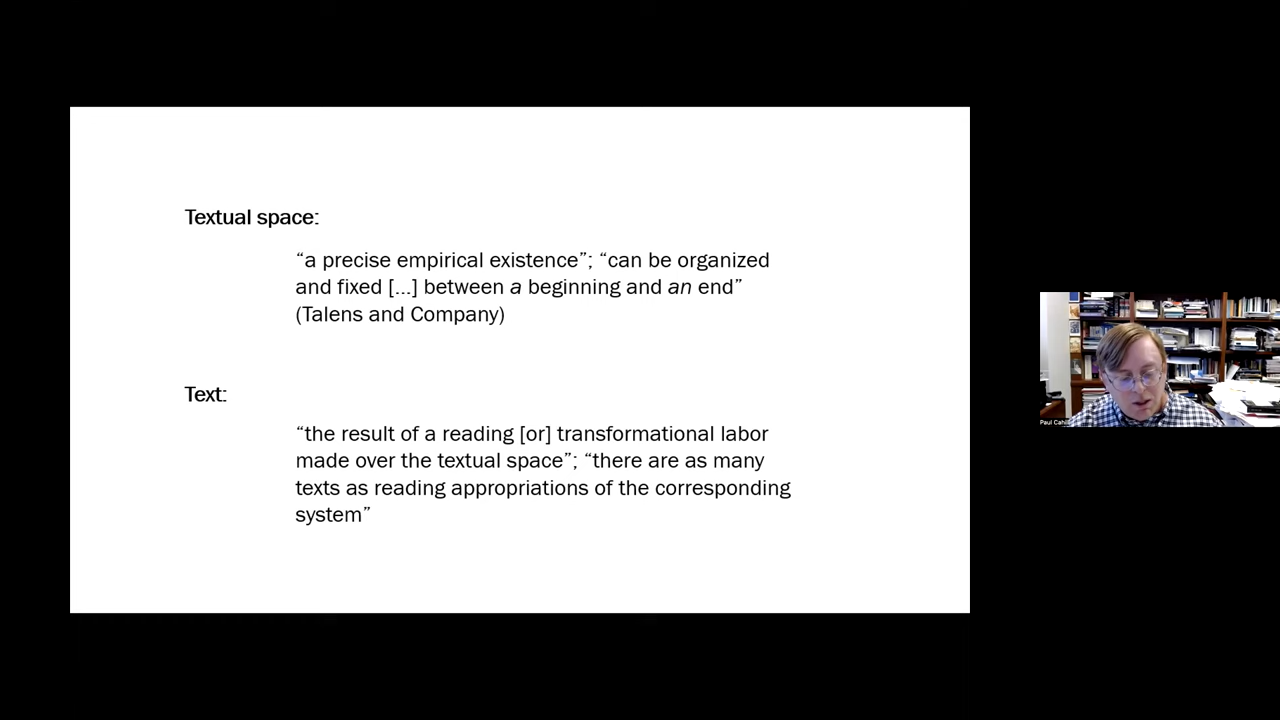 Textual space:
“a precise empirical existence”; “can be organized
and fixed [...] between a beginning and an end”
(Talens and Company)
Text:
“the result of a reading [or] transformational labor
made over the textual space”; “there are as many
texts as reading appropriations of the corresponding
system”
Paul